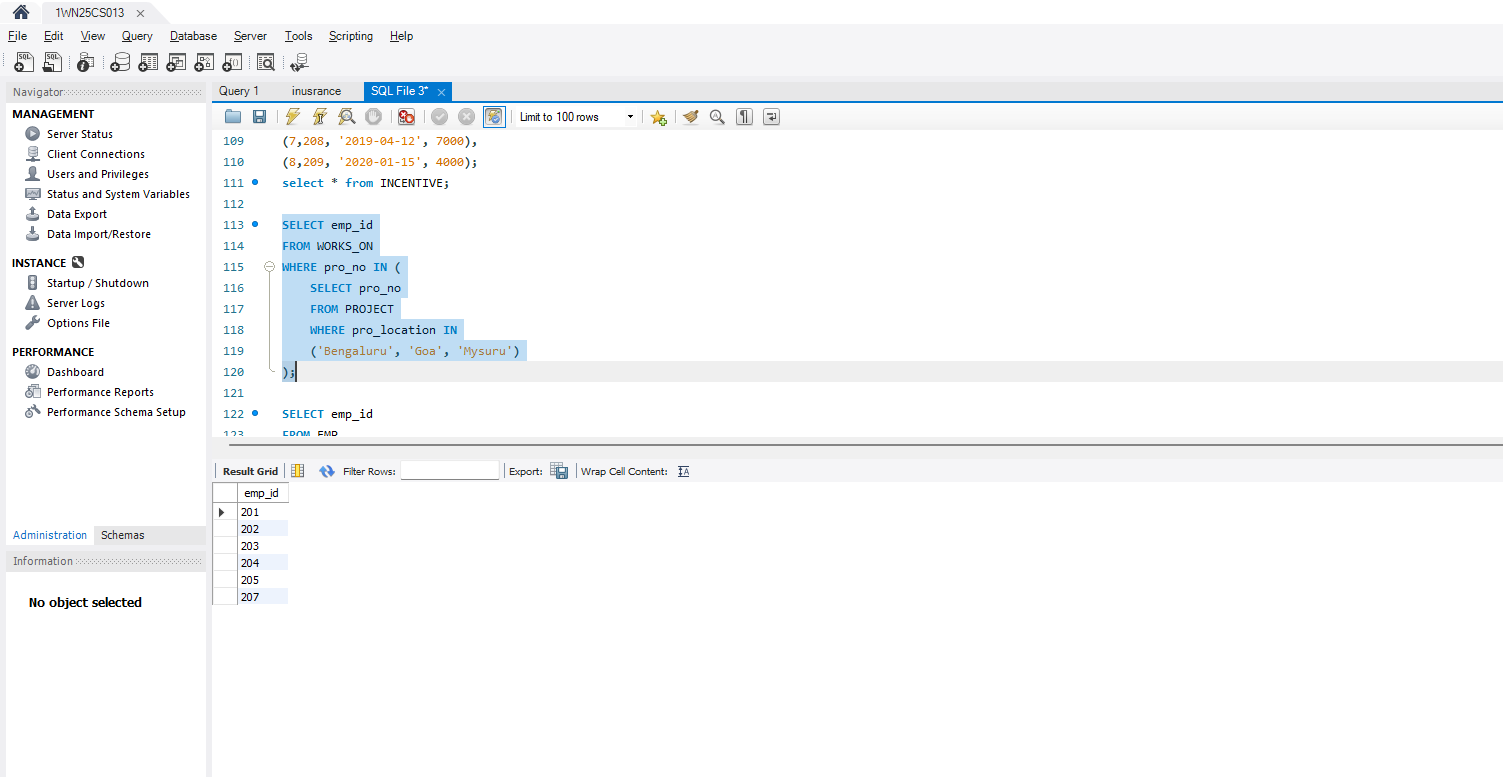 1WN25CS013
File Edit View Query Database Server Tools Scripting Help
Navigator
MANAGEMENT
Server Status
Client Connections
Users and Privileges
Status and System Variables
Data Export
Data Import/Restore
INSTANCE
Startup / Shutdown
Server Logs
Options File
PERFORMANCE
Dashboard
Performance Reports
Performance Schema Setup
Administration Schemas
Information
No object selected
Query 1 inusrance SQL File 3*
Limit to 100 rows
109 (7,208, '2019-04-12', 7000),
110 (8,209, '2020-01-15', 4000);
111 select * from INCENTIVE;
112
113 SELECT emp_id
114 FROM WORKS_ON
115 WHERE pro_no IN (
116 SELECT pro_no
117 FROM PROJECT
118 WHERE pro_location IN
119 ('Bengaluru', 'Goa', 'Mysuru')
120 );
121
122 SELECT emp_id
123 FROM EMP
Result Grid Filter Rows: Export: Wrap Cell Content:
emp_id
201
202
203
204
205
207